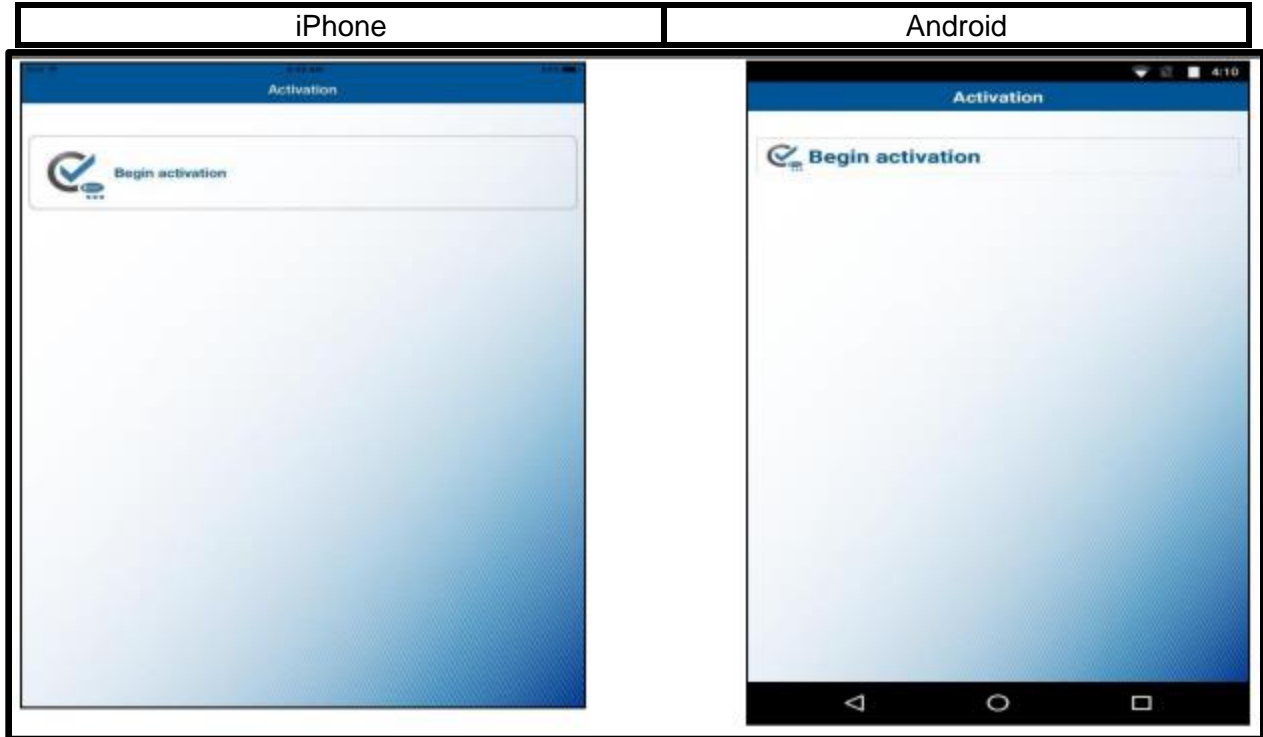 iPhone
Android
Activation
Begin activation
4:10
Activation
Begin activation